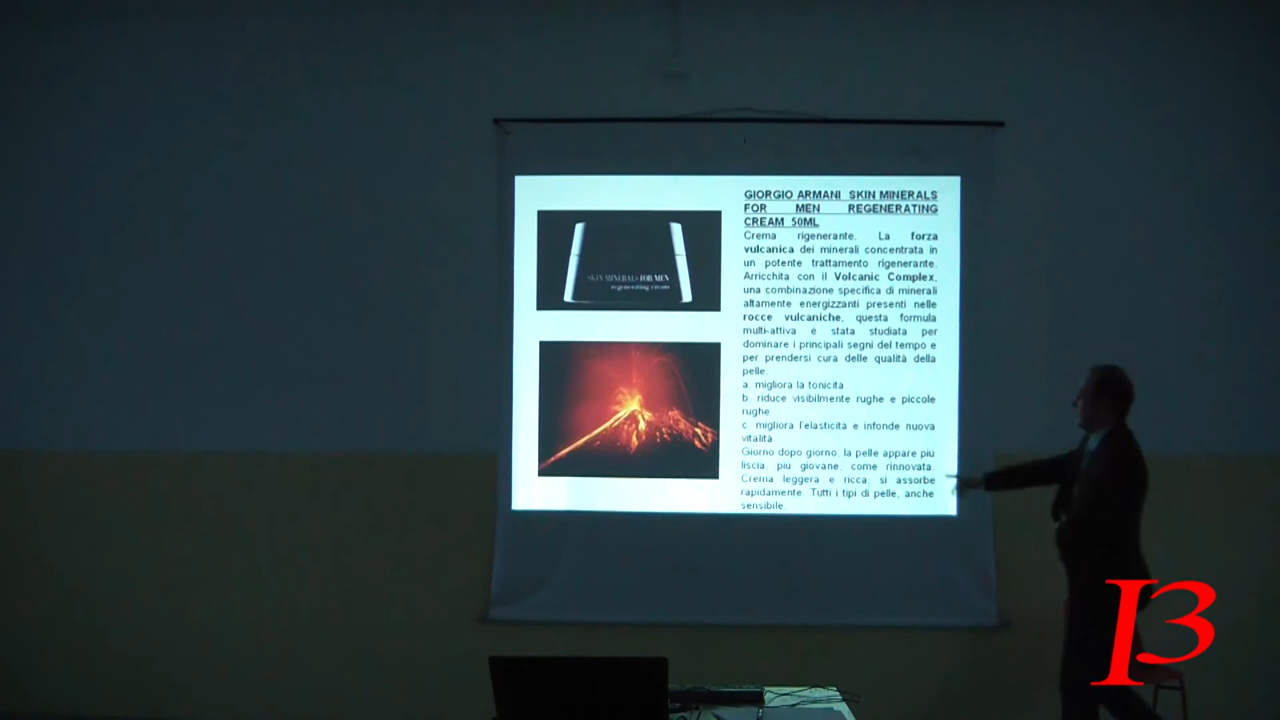 SKIN MINERALS FOR MEN
regenerating cream
GIORGIO ARMANI SKIN MINERALS
FOR MEN REGENERATING
CREAM 50ML
Crema rigenerante. La forza
vulcanica dei minerali concentrata in
un potente trattamento rigenerante.
Arricchita con il Volcanic Complex,
una combinazione specifica di minerali
altamente energizzanti presenti nelle
rocce vulcaniche, questa formula
multi-attiva è stata studiata per
dominare i principali segni del tempo e
per prendersi cura delle qualità della
pelle:
a migliora la tonicità
b riduce visibilmente rughe e piccole
rughe
c migliora l'elasticità e infonde nuova
vitalità
Giorno dopo giorno, la pelle appare più
liscia, più giovane, come rinnovata.
Crema leggera e ricca, si assorbe
rapidamente. Tutti i tipi di pelle, anche
sensibile.
13